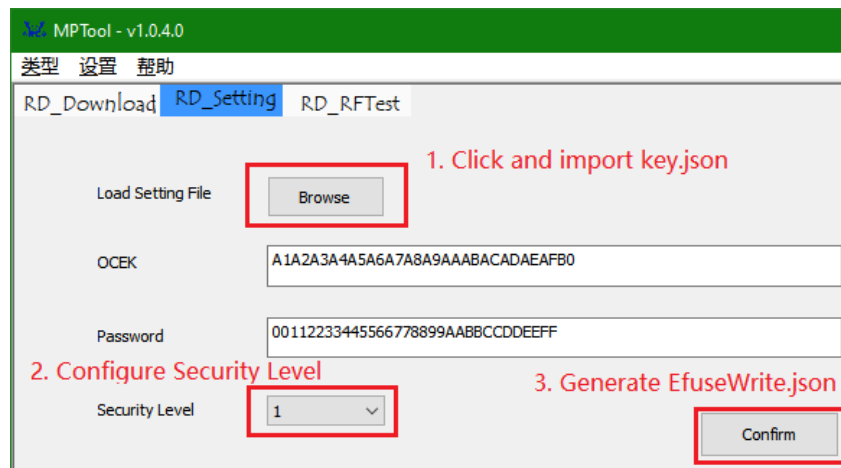 MPTool - v1.0.4.0
类型 设置 帮助
RD_Download RD_Setting RD_RFTest
1. Click and import key.json
Load Setting File Browse
OCEK A1A2A3A4A5A6A7A8A9AAABACADAEAFB0
Password 00112233445566778899AABBCCDDEEFF
2. Configure Security Level
3. Generate EfuseWrite.json
Security Level 1
Confirm